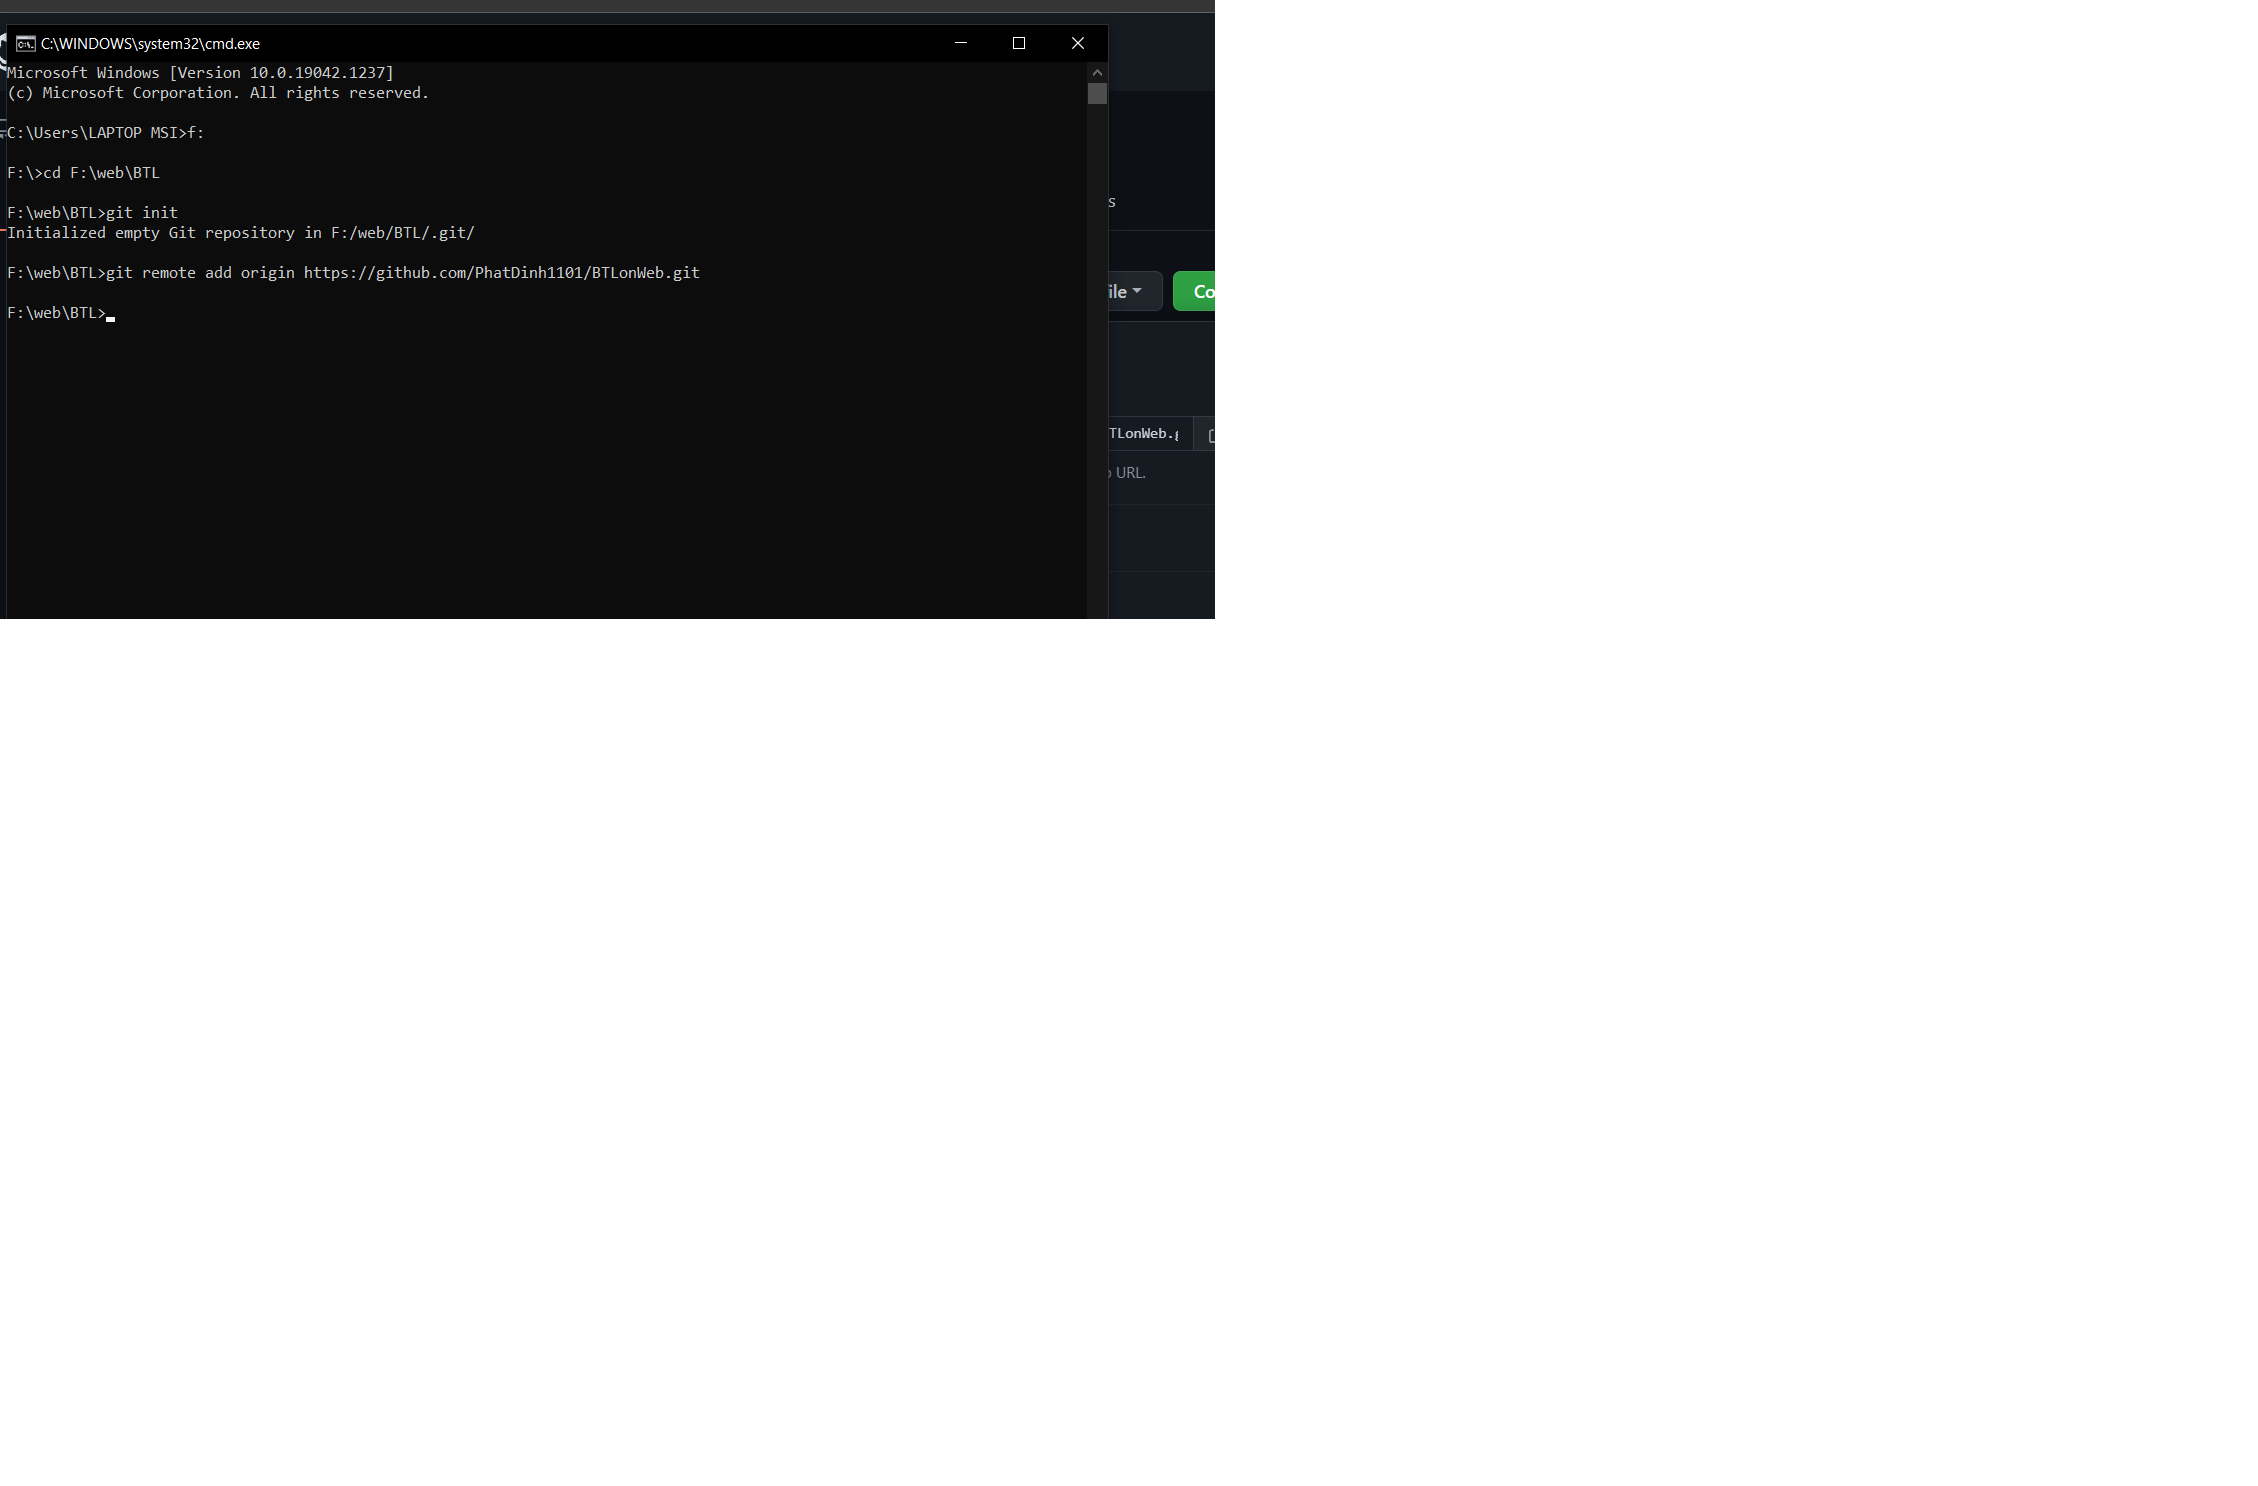 C:\WINDOWS\system32\cmd.exe
Microsoft Windows [Version 10.0.19042.1237]
(c) Microsoft Corporation. All rights reserved.
C:\Users\LAPTOP MSI>f:
F:\>cd F:\web\BTL
F:\web\BTL>git init
Initialized empty Git repository in F:/web/BTL/.git/
F:\web\BTL>git remote add origin https://github.com/PhatDinh1101/BTLonWeb.git
F:\web\BTL>
s
ile
Co
TLonWeb.g
URL.